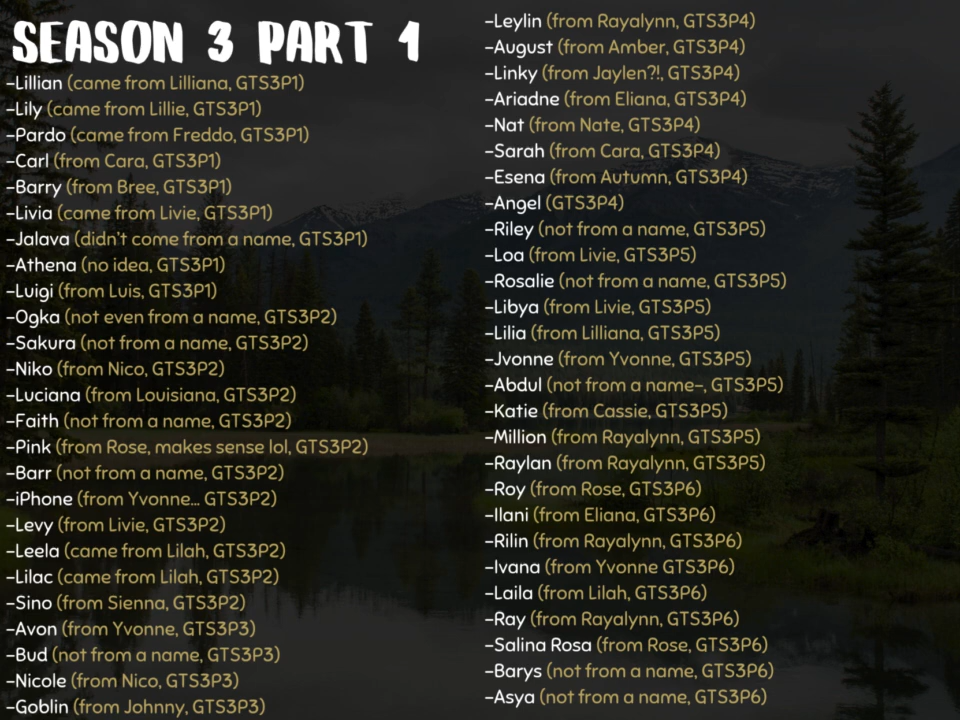 SEASON 3 PART 1
-Lillian (came from Lilliana, GTS3P1)
-Lily (came from Lillie, GTS3P1)
-Pardo (came from Freddo, GTS3P1)
-Carl (from Cara, GTS3P1)
-Barry (from Bree, GTS3P1)
-Livia (came from Livie, GTS3P1)
-Jalava (didn't come from a name, GTS3P1)
-Athena (no idea, GTS3P1)
-Luigi (from Luis, GTS3P1)
-Ogka (not even from a name, GTS3P2)
-Sakura (not from a name, GTS3P2)
-Niko (from Nico, GTS3P2)
-Luciana (from Louisiana, GTS3P2)
-Faith (not from a name, GTS3P2)
-Pink (from Rose, makes sense lol, GTS3P2)
-Barr (not from a name, GTS3P2)
-iPhone (from Yvonne... GTS3P2)
-Levy (from Livie, GTS3P2)
-Leela (came from Lilah, GTS3P2)
-Lilac (came from Lilah, GTS3P2)
-Sino (from Sienna, GTS3P2)
-Avon (from Yvonne, GTS3P3)
-Bud (not from a name, GTS3P3)
-Nicole (from Nico, GTS3P3)
-Goblin (from Johnny, GTS3P3)
-Leylin (from Rayalynn, GTS3P4)
-August (from Amber, GTS3P4)
-Linky (from Jaylen?!, GTS3P4)
-Ariadne (from Eliana, GTS3P4)
-Nat (from Nate, GTS3P4)
-Sarah (from Cara, GTS3P4)
-Esena (from Autumn, GTS3P4)
-Angel (GTS3P4)
-Riley (not from a name, GTS3P5)
-Loa (from Livie, GTS3P5)
-Rosalie (not from a name, GTS3P5)
-Libya (from Livie, GTS3P5)
-Lilia (from Lilliana, GTS3P5)
-Jvonne (from Yvonne, GTS3P5)
-Abdul (not from a name-, GTS3P5)
-Katie (from Cassie, GTS3P5)
-Million (from Rayalynn, GTS3P5)
-Raylan (from Rayalynn, GTS3P5)
-Roy (from Rose, GTS3P6)
-Ilani (from Eliana, GTS3P6)
-Rilin (from Rayalynn, GTS3P6)
-Ivana (from Yvonne GTS3P6)
-Laila (from Lilah, GTS3P6)
-Ray (from Rayalynn, GTS3P6)
-Salina Rosa (from Rose, GTS3P6)
-Barys (not from a name, GTS3P6)
-Asya (not from a name, GTS3P6)